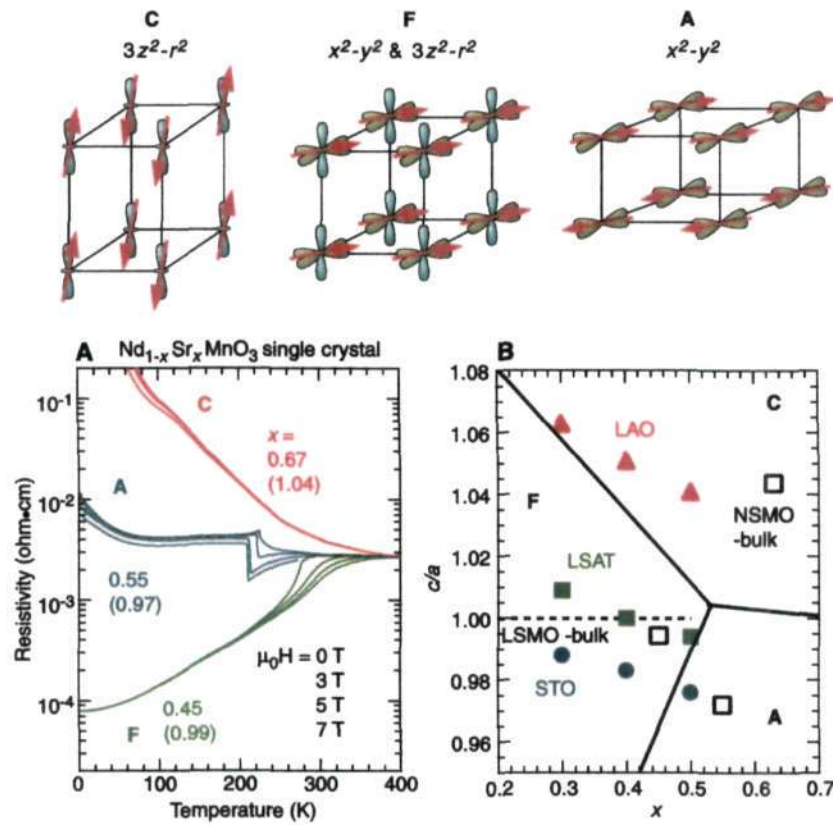 C
3z²-r²
F
x²-y² & 3z²-r²
A
x²-y²
A Nd₁₋ₓSrₓMnO₃ single crystal
Resistivity (ohm•cm)
10⁻¹
10⁻²
10⁻³
10⁻⁴
C
x =
0.67
(1.04)
A
0.55
(0.97)
μ₀H = 0 T
3 T
5 T
7 T
0.45
(0.99)
F
0 100 200 300 400
Temperature (K)
B
c/a
1.08
1.06
1.04
1.02
1.00
0.98
0.96
C
LAO
F
NSMO
-bulk
LSAT
LSMO -bulk
STO
A
0.2 0.3 0.4 0.5 0.6 0.7
x